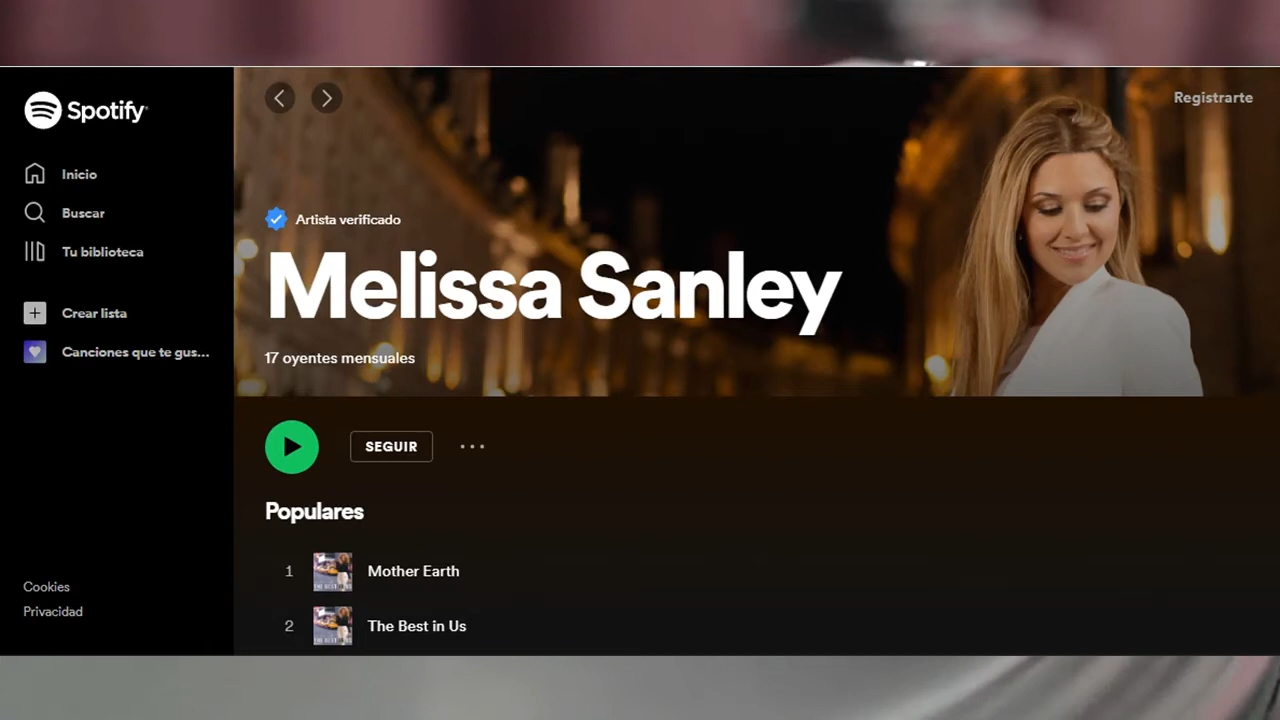 Spotify
Inicio
Buscar
Tu biblioteca
Crear lista
Canciones que te gus...
Cookies
Privacidad
Registrarte
Artista verificado
Melissa Sanley
17 oyentes mensuales
SEGUIR
Populares
1 Mother Earth
2 The Best in Us